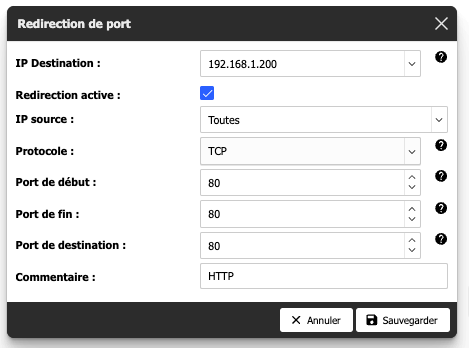 Redirection de port
IP Destination : 192.168.1.200
Redirection active :
IP source : Toutes
Protocole : TCP
Port de début : 80
Port de fin : 80
Port de destination : 80
Commentaire : HTTP
Annuler Sauvegarder